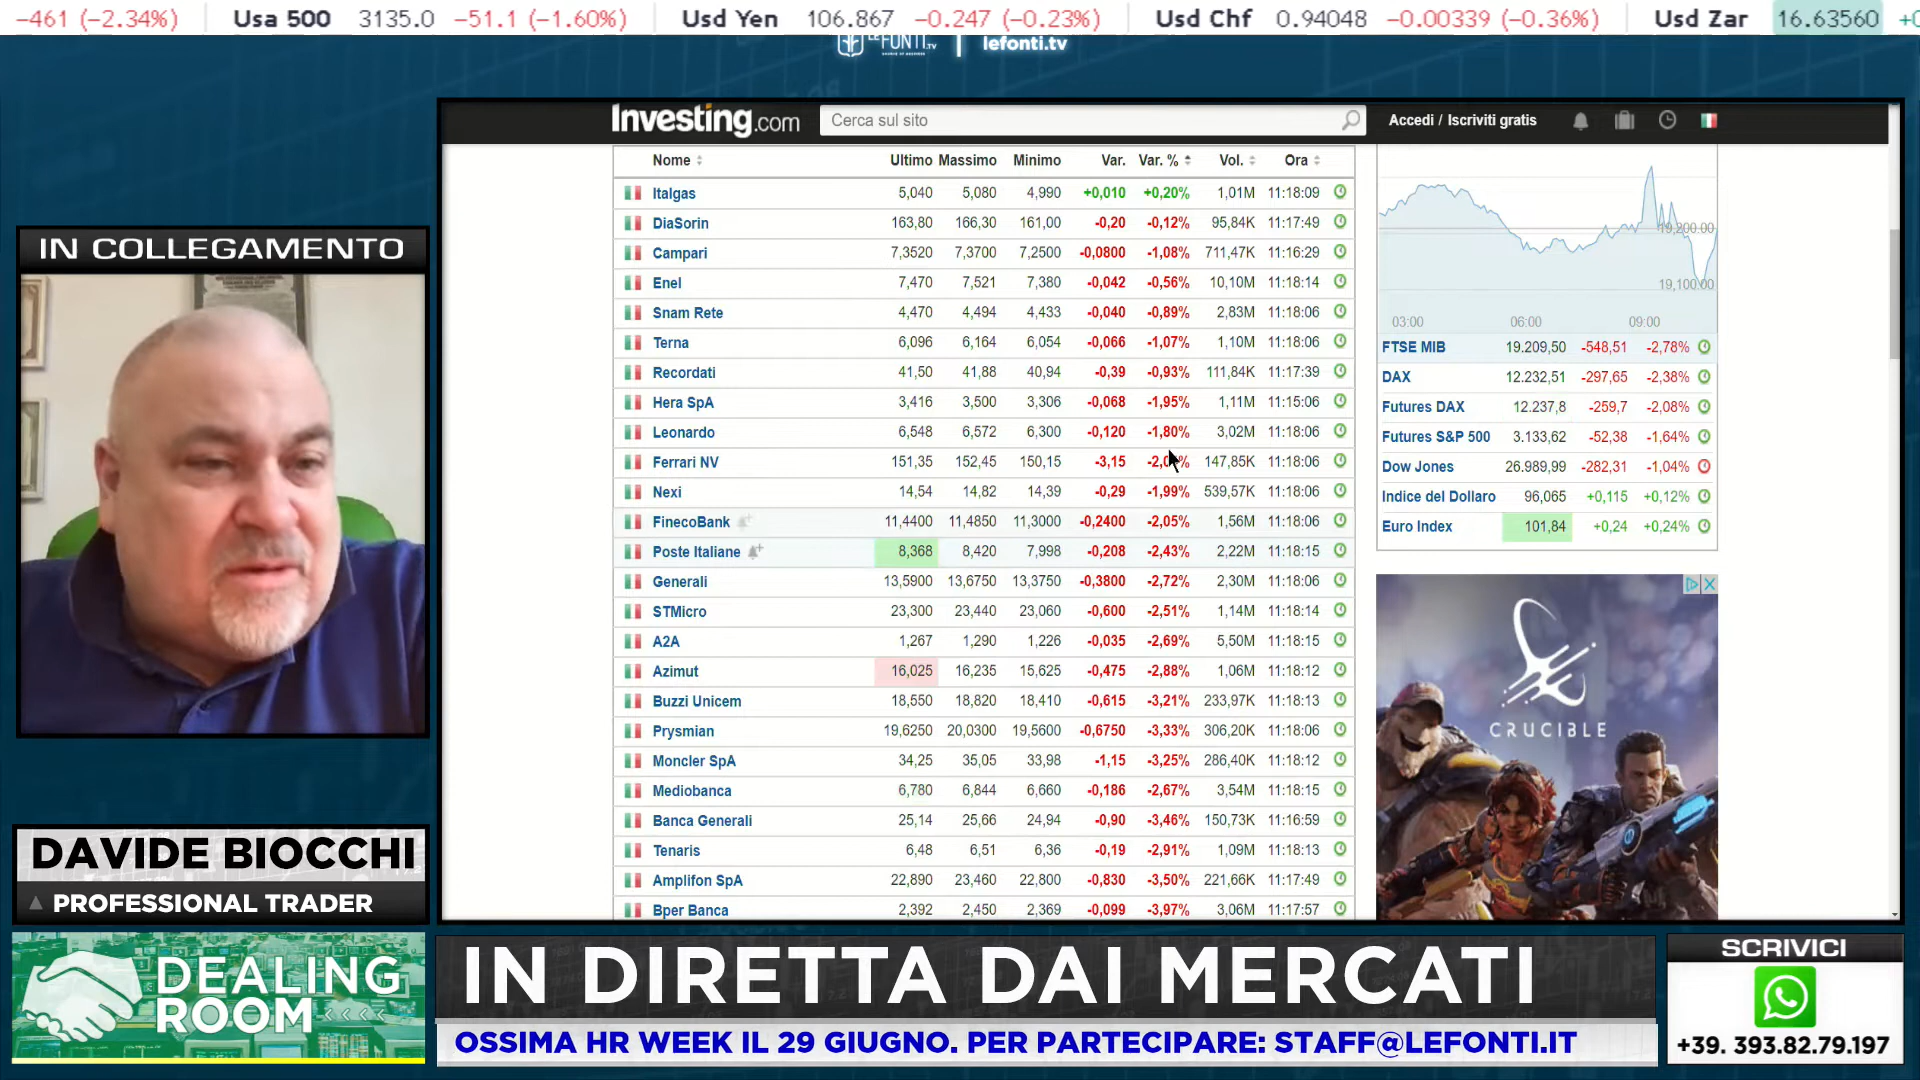 -461 (-2.34%) Usa 500 3135.0 -51.1 (-1.60%) Usd Yen 106.867 -0.247 (-0.23%) Usd Chf 0.94048 -0.00339 (-0.36%) Usd Zar 16.63560
LEFONTI.TV lefonti.tv
Investing.com Cerca sul sito Accedi / Iscriviti gratis
IN COLLEGAMENTO
Nome Ultimo Massimo Minimo Var. Var. % Vol. Ora
Italgas 5,040 5,080 4,990 +0,010 +0,20% 1,01M 11:18:09
DiaSorin 163,80 166,30 161,00 -0,20 -0,12% 95,84K 11:17:49
Campari 7,3520 7,3700 7,2500 -0,0800 -1,08% 711,47K 11:16:29
Enel 7,470 7,521 7,380 -0,042 -0,56% 10,10M 11:18:14
Snam Rete 4,470 4,494 4,433 -0,040 -0,89% 2,83M 11:18:06
Terna 6,096 6,164 6,054 -0,066 -1,07% 1,10M 11:18:06
Recordati 41,50 41,88 40,94 -0,39 -0,93% 111,84K 11:17:39
Hera SpA 3,416 3,500 3,306 -0,068 -1,95% 1,11M 11:15:06
Leonardo 6,548 6,572 6,300 -0,120 -1,80% 3,02M 11:18:06
Ferrari NV 151,35 152,45 150,15 -3,15 147,85K 11:18:06
Nexi 14,54 14,82 14,39 -0,29 -1,99% 539,57K 11:18:06
FinecoBank 11,4400 11,4850 11,3000 -0,2400 -2,05% 1,56M 11:18:06
Poste Italiane 8,368 8,420 7,998 -0,208 -2,43% 2,22M 11:18:15
Generali 13,5900 13,6750 13,3750 -0,3800 -2,72% 2,30M 11:18:06
STMicro 23,300 23,440 23,060 -0,600 -2,51% 1,14M 11:18:14
A2A 1,267 1,290 1,226 -0,035 -2,69% 5,50M 11:18:15
Azimut 16,025 16,235 15,625 -0,475 -2,88% 1,06M 11:18:12
Buzzi Unicem 18,550 18,820 18,410 -0,615 -3,21% 233,97K 11:18:13
Prysmian 19,6250 20,0300 19,5600 -0,6750 -3,33% 306,20K 11:18:06
Moncler SpA 34,25 35,05 33,98 -1,15 -3,25% 286,40K 11:18:12
Mediobanca 6,780 6,844 6,660 -0,186 -2,67% 3,54M 11:18:15
Banca Generali 25,14 25,66 24,94 -0,90 -3,46% 150,73K 11:16:59
Tenaris 6,48 6,51 6,36 -0,19 -2,91% 1,09M 11:18:13
Amplifon SpA 22,890 23,460 22,800 -0,830 -3,50% 221,66K 11:17:49
Bper Banca 2,392 2,450 2,369 -0,099 -3,97% 3,06M 11:17:57
19,200.00
19,100.00
03:00 06:00 09:00
FTSE MIB 19.209,50 -548,51 -2,78%
DAX 12.232,51 -297,65 -2,38%
Futures DAX 12.237,8 -259,7 -2,08%
Futures S&P 500 3.133,62 -52,38 -1,64%
Dow Jones 26.989,99 -282,31 -1,04%
Indice del Dollaro 96,065 +0,115 +0,12%
Euro Index 101,84 +0,24 +0,24%
CRUCIBLE
DAVIDE BIOCCHI
PROFESSIONAL TRADER
DEALING
ROOM
IN DIRETTA DAI MERCATI
OSSIMA HR WEEK IL 29 GIUGNO. PER PARTECIPARE: STAFF@LEFONTI.IT
SCRIVICI
+39. 393.82.79.197